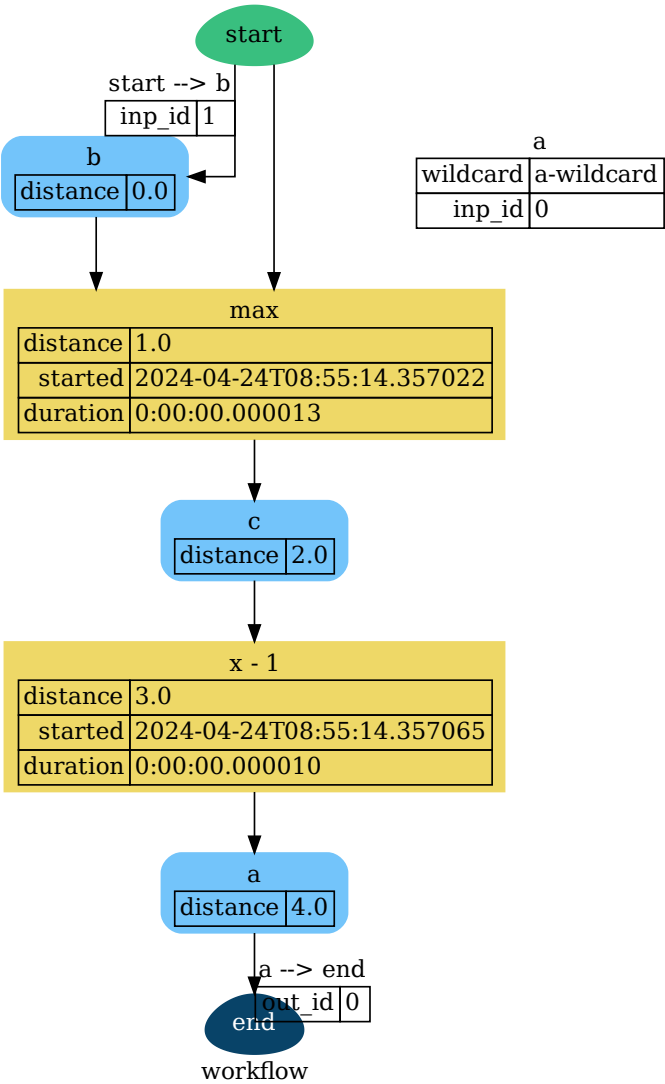 start
start --> b
inp_id 1
b
distance 0.0
a
wildcard a-wildcard
inp_id 0
max
distance 1.0
started 2024-04-24T08:55:14.357022
duration 0:00:00.000013
c
distance 2.0
x - 1
distance 3.0
started 2024-04-24T08:55:14.357065
duration 0:00:00.000010
a
distance 4.0
a --> end
out_id 0
end
workflow